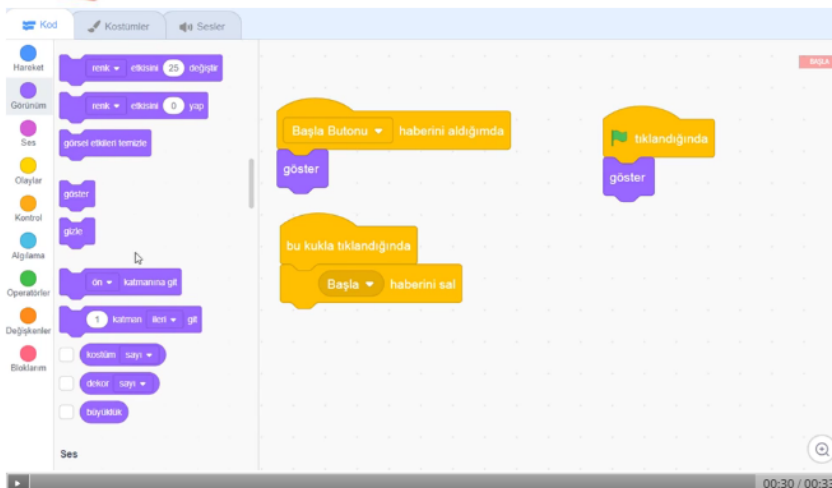 Kod
Kostümler
Sesler
Hareket
Görünüm
Ses
Olaylar
Kontrol
Algılama
Operatörler
Değişkenler
Bloklarım
renk etkisini 25 değiştir
renk etkisini 0 yap
görsel etkileri temizle
göster
gizle
ön katmanına git
1 katman ileri git
kostüm sayı
dekor sayı
büyüklük
Ses
Başla Butonu haberini aldığımda
göster
bu kukla tıklandığında
Başla haberini sal
tıklandığında
göster
BAŞLA
00:30 / 00:33